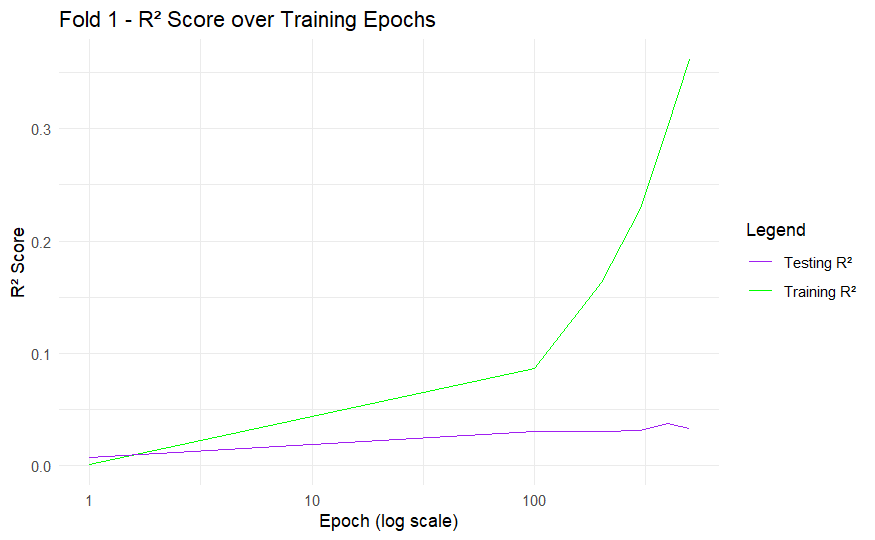 Fold 1 - R² Score over Training Epochs
R² Score
0.3
0.2
0.1
0.0
1
10
100
Epoch (log scale)
Legend
Testing R²
Training R²